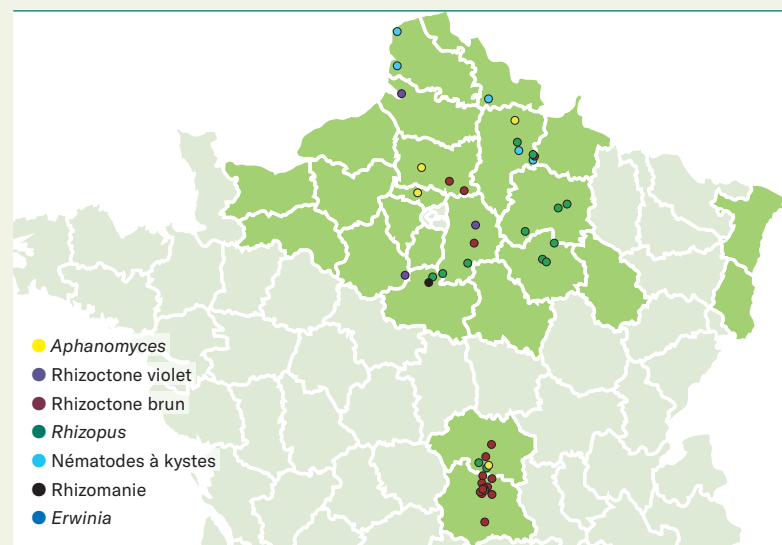 Aphanomyces
Rhizoctone violet
Rhizoctone brun
Rhizopus
Nématodes à kystes
Rhizomanie
Erwinia